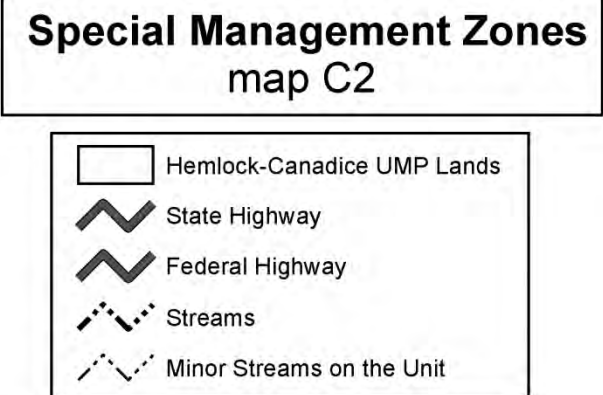 Special Management Zones
map C2
Hemlock-Canadice UMP Lands
State Highway
Federal Highway
Streams
Minor Streams on the Unit